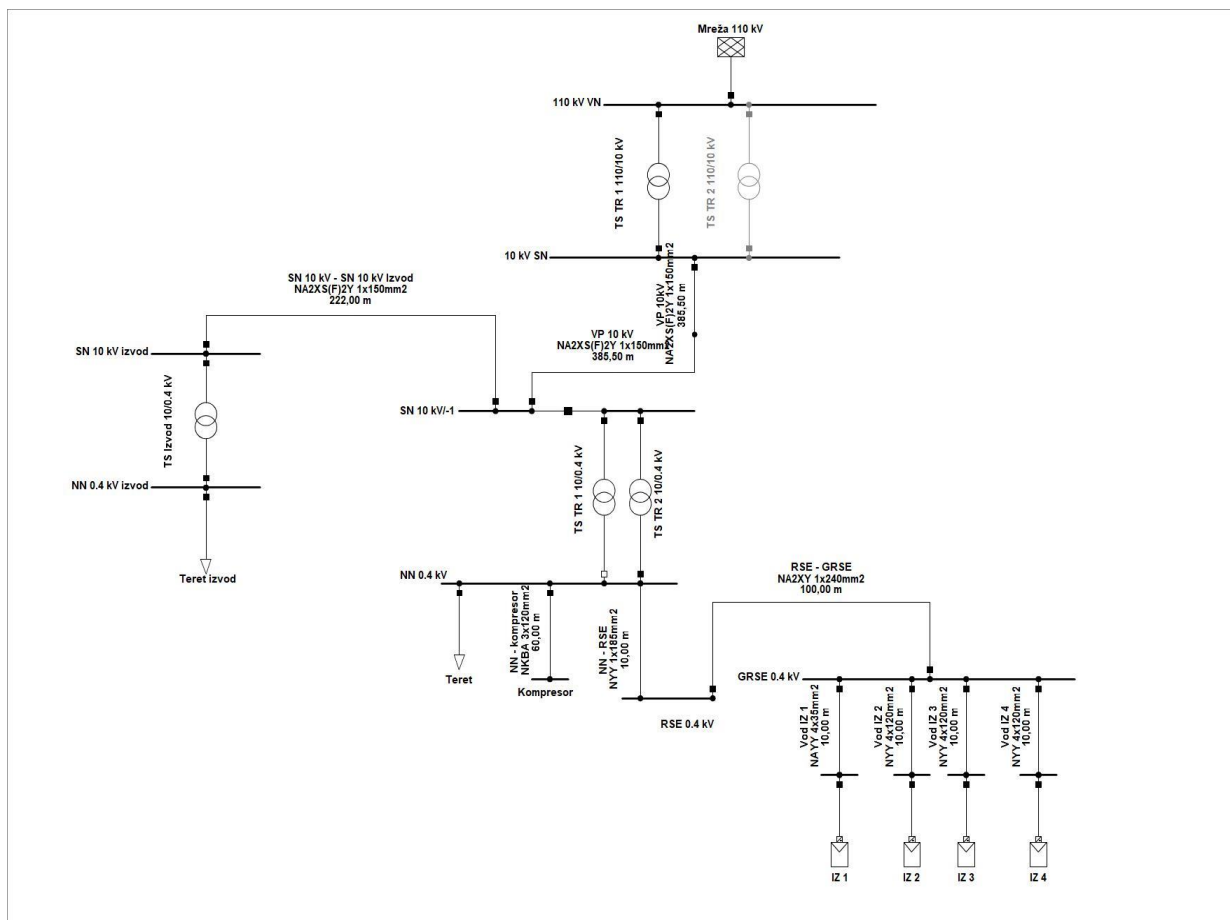 Mreža 110 kV
110 kV VN
TS TR 1 110/10 kV
TS TR 2 110/10 kV
10 kV SN
SN 10 kV - SN 10 kV Izvod
NA2XS(F)2Y 1x150mm2
222,00 m
VP 10kV
NA2XS(F)2Y 1x150mm2
385,50 m
VP 10 kV
NA2XS(F)2Y 1x150mm2
385,50 m
SN 10 kV izvod
TS Izvod 10/0.4 kV
SN 10 kV/-1
NN 0.4 kV izvod
TS TR 1 10/0.4 kV
TS TR 2 10/0.4 kV
Teret izvod
NN 0.4 kV
RSE - GRSE
NA2XY 1x240mm2
100,00 m
NN - kompresor
NKBA 3x120mm2
60,00 m
NN - RSE
NYY 1x185mm2
10,00 m
Teret
Kompresor
GRSE 0.4 kV
RSE 0.4 kV
Vod IZ 1
NAYY 4x35mm2
10,00 m
Vod IZ 2
NYY 4x120mm2
10,00 m
Vod IZ 3
NYY 4x120mm2
10,00 m
Vod IZ 4
NYY 4x120mm2
10,00 m
IZ 1
IZ 2
IZ 3
IZ 4